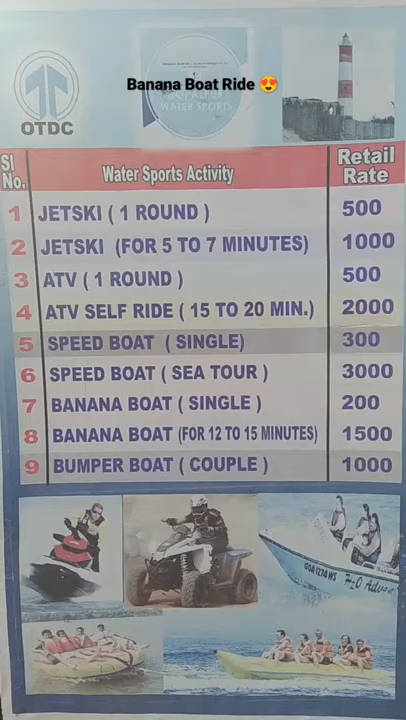 Banana Boat Ride 😍
OTDC
GOPALPUR
WATER SPORTS
Sl No. Water Sports Activity Retail Rate
1 JETSKI ( 1 ROUND ) 500
2 JETSKI (FOR 5 TO 7 MINUTES) 1000
3 ATV ( 1 ROUND ) 500
4 ATV SELF RIDE ( 15 TO 20 MIN.) 2000
5 SPEED BOAT ( SINGLE) 300
6 SPEED BOAT ( SEA TOUR ) 3000
7 BANANA BOAT ( SINGLE ) 200
8 BANANA BOAT (FOR 12 TO 15 MINUTES) 1500
9 BUMPER BOAT ( COUPLE ) 1000